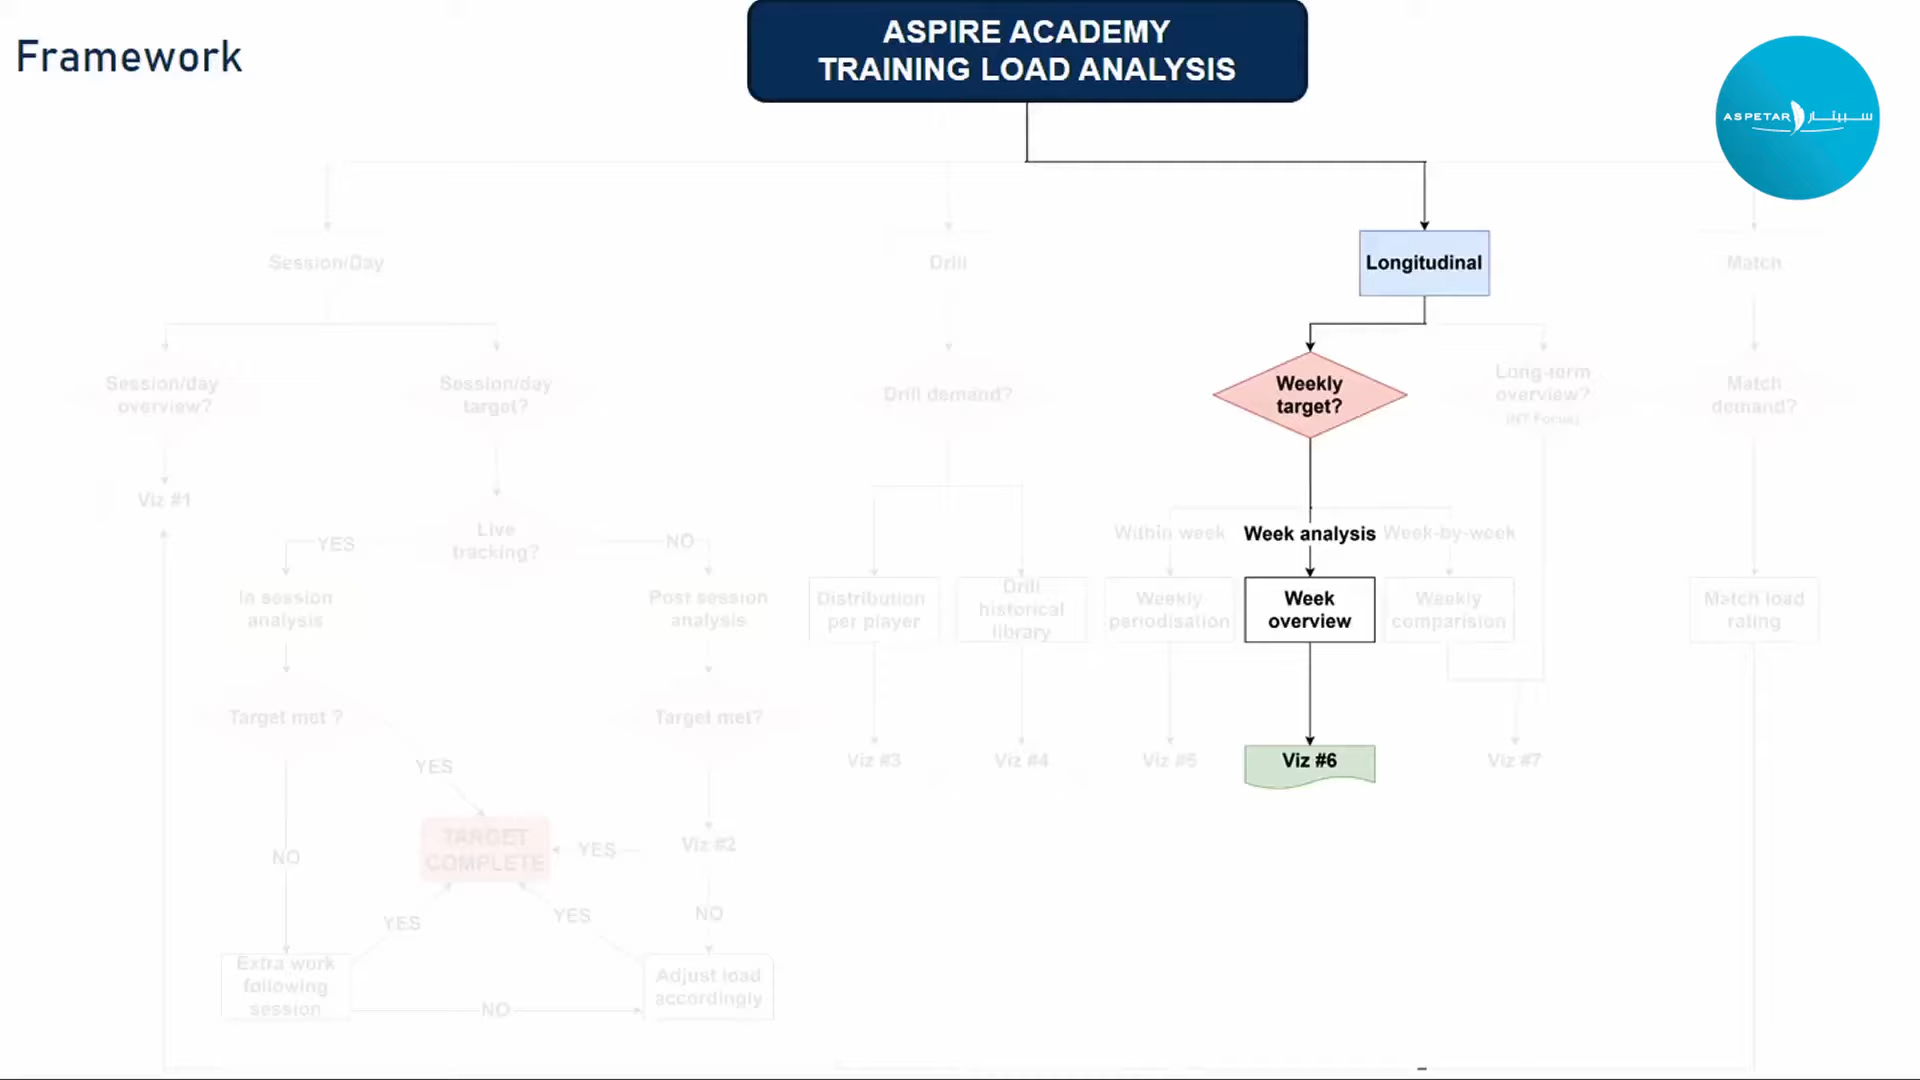 Framework
ASPIRE ACADEMY
TRAINING LOAD ANALYSIS
ASPETAR سبيتار
Session/Day
Drill
Longitudinal
Match
Session/day
overview?
Session/day
target?
Drill demand?
Weekly
target?
Long-term
overview?
(NT Focus)
Match
demand?
Viz #1
YES
Live
tracking?
NO
Within week
Week analysis
Week-by-week
In session
analysis
Post session
analysis
Distribution
per player
Drill
historical
library
Weekly
periodisation
Week
overview
Weekly
comparision
Match load
rating
Target met ?
Target met?
YES
Viz #3
Viz #4
Viz #5
Viz #6
Viz #7
NO
TARGET
COMPLETE
YES
Viz #2
YES
YES
NO
Extra work
following
session
NO
Adjust load
accordingly